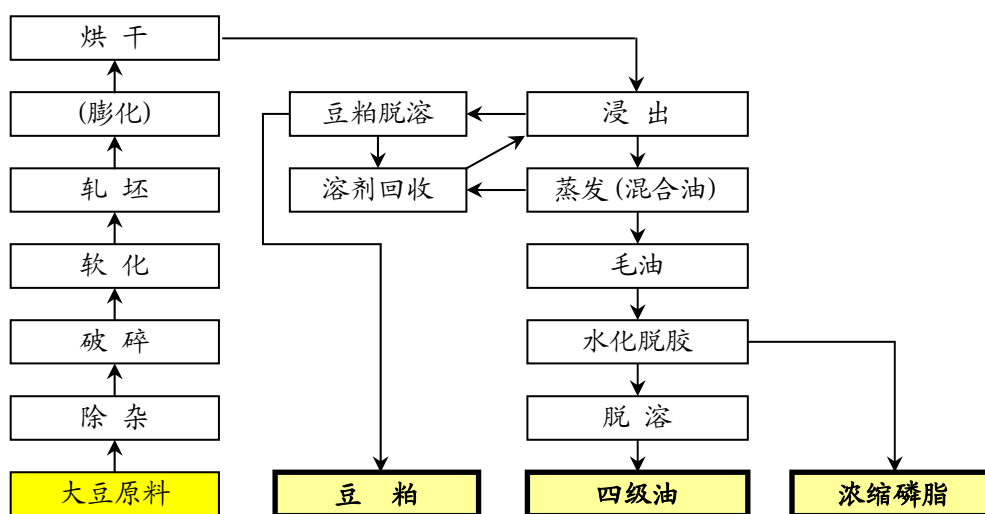 烘 干
(膨化)
豆粕脱溶
浸 出
轧 坯
溶剂回收
蒸发(混合油)
软 化
毛油
破 碎
水化脱胶
除 杂
脱 溶
大豆原料
豆 粕
四级油
浓缩磷脂